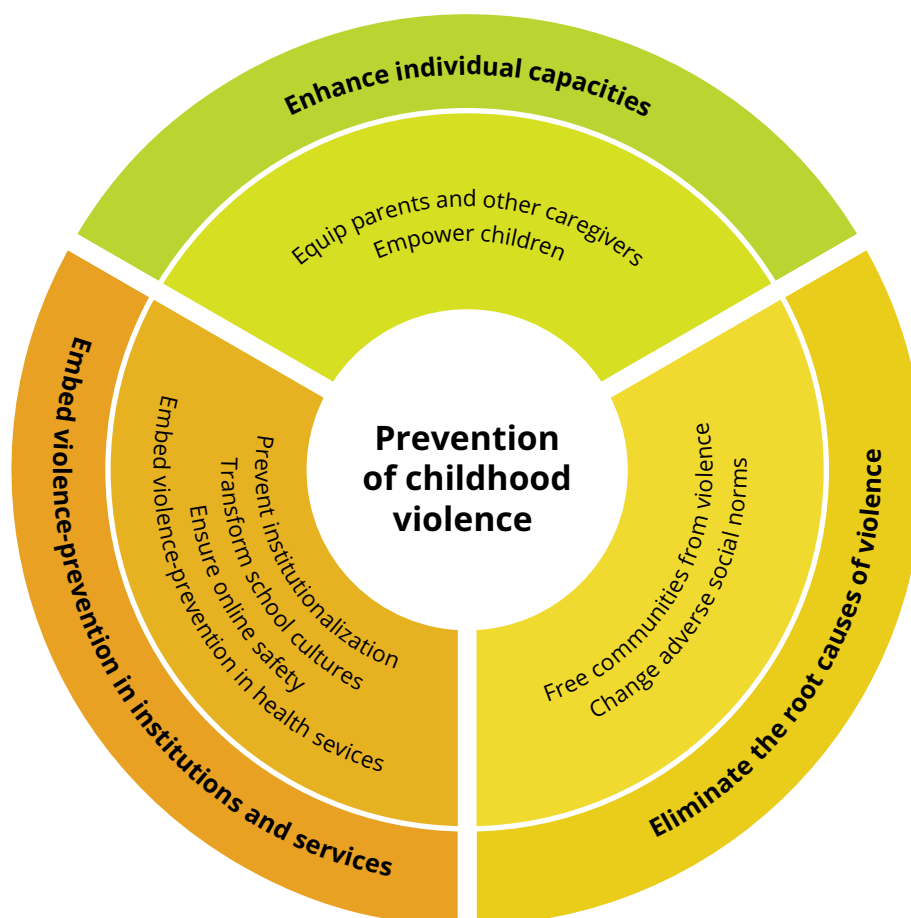 Enhance individual capacities
Equip parents and other caregivers
Empower children
Prevention
of childhood
violence
Free communities from violence
Change adverse social norms
Eliminate the root causes of violence
Prevent institutionalization
Transform school cultures
Ensure online safety
Embed violence-prevention in health sevices
Embed violence-prevention in institutions and services